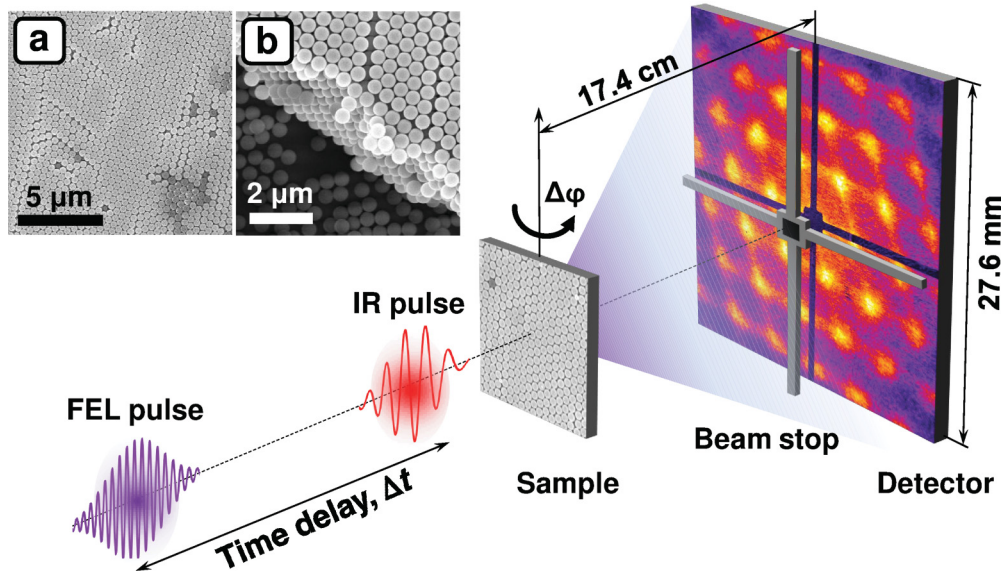 a
5 μm
b
2 μm
17.4 cm
Δφ
27.6 mm
IR pulse
FEL pulse
Time delay, Δt
Sample
Beam stop
Detector